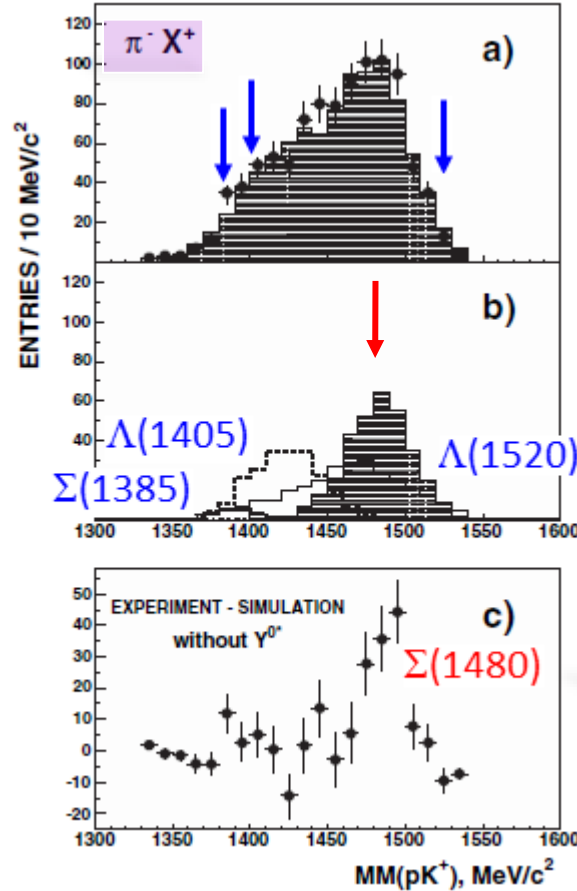 π⁻ X⁺
a)
120
100
80
60
40
20
ENTRIES / 10 MeV/c²
b)
120
100
80
60
40
20
Λ(1405)
Σ(1385)
Λ(1520)
1300 1350 1400 1450 1500 1550 1600
50
40
30
20
10
0
-10
-20
EXPERIMENT - SIMULATION
without Y⁰*
c)
Σ(1480)
1300 1350 1400 1450 1500 1550 1600
MM(pK⁺), MeV/c²